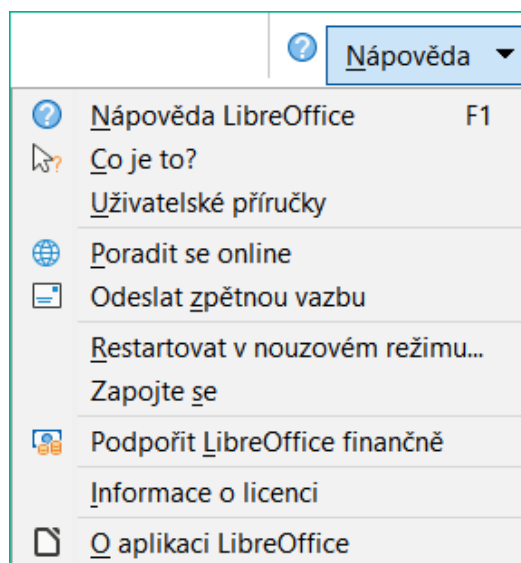 Nápověda
Nápověda LibreOffice F1
Co je to?
Uživatelské příručky
Poradit se online
Odeslat zpětnou vazbu
Restartovat v nouzovém režimu...
Zapojte se
Podpořit LibreOffice finančně
Informace o licenci
O aplikaci LibreOffice